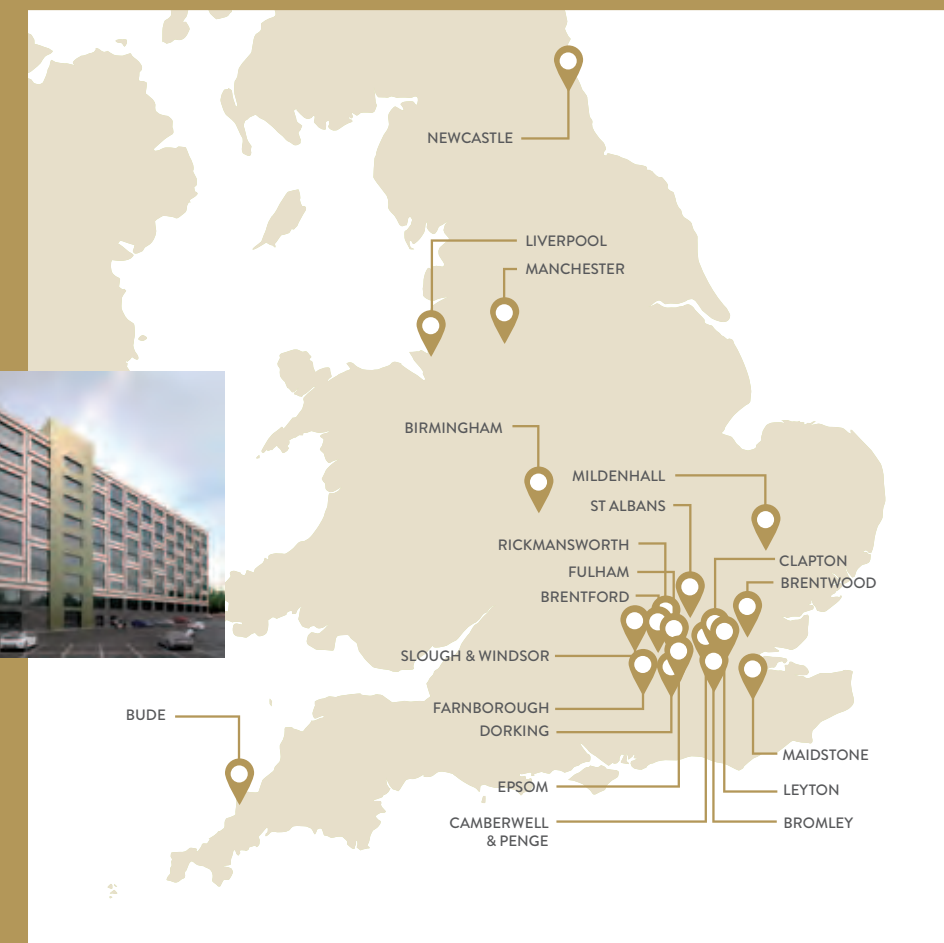 NEWCASTLE
LIVERPOOL
MANCHESTER
BIRMINGHAM
MILDENHALL
ST ALBANS
RICKMANSWORTH
CLAPTON
FULHAM
BRENTWOOD
BRENTFORD
SLOUGH & WINDSOR
FARNBOROUGH
BUDE
DORKING
MAIDSTONE
EPSOM
LEYTON
CAMBERWELL
& PENGE
BROMLEY